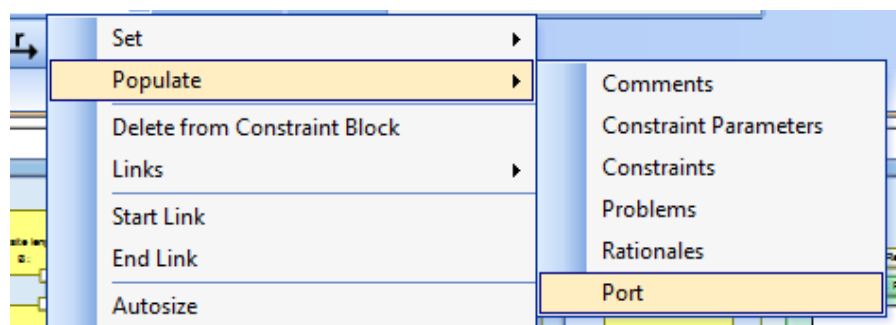 Set
Populate
Delete from Constraint Block
Links
Start Link
End Link
Autosize
Comments
Constraint Parameters
Constraints
Problems
Rationales
Port